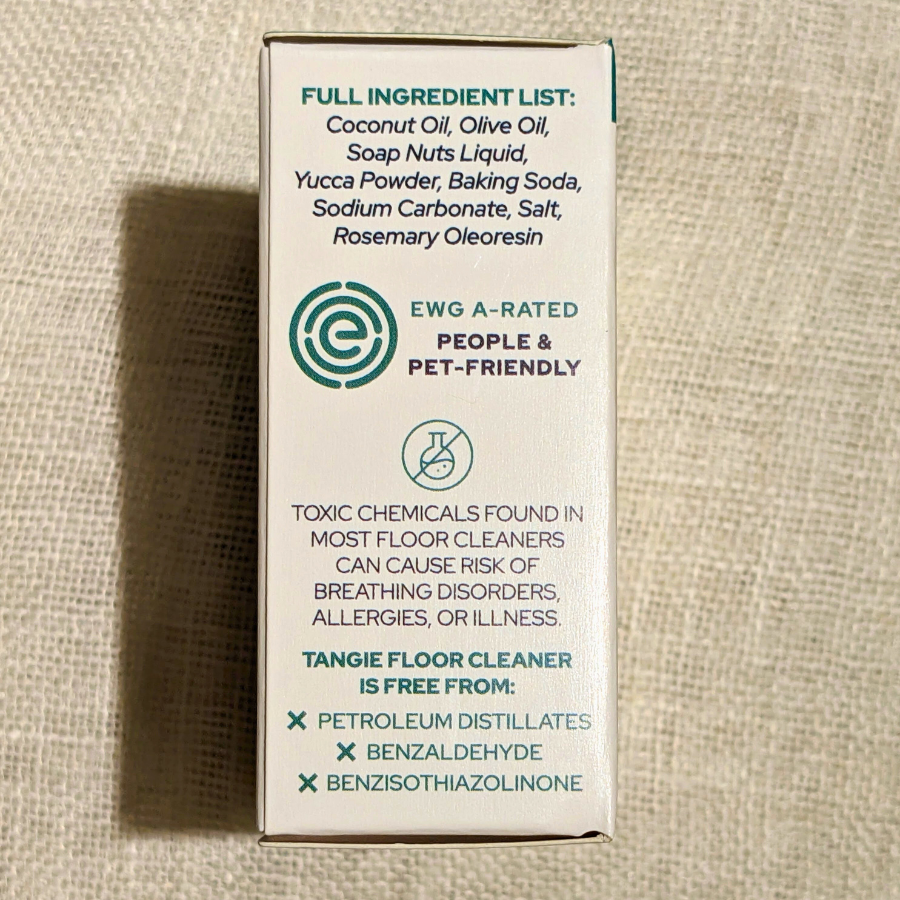 FULL INGREDIENT LIST:
Coconut Oil, Olive Oil,
Soap Nuts Liquid,
Yucca Powder, Baking Soda,
Sodium Carbonate, Salt,
Rosemary Oleoresin
e
EWG A-RATED
PEOPLE &
PET-FRIENDLY
TOXIC CHEMICALS FOUND IN
MOST FLOOR CLEANERS
CAN CAUSE RISK OF
BREATHING DISORDERS,
ALLERGIES, OR ILLNESS.
TANGIE FLOOR CLEANER
IS FREE FROM:
X PETROLEUM DISTILLATES
X BENZALDEHYDE
X BENZISOTHIAZOLINONE